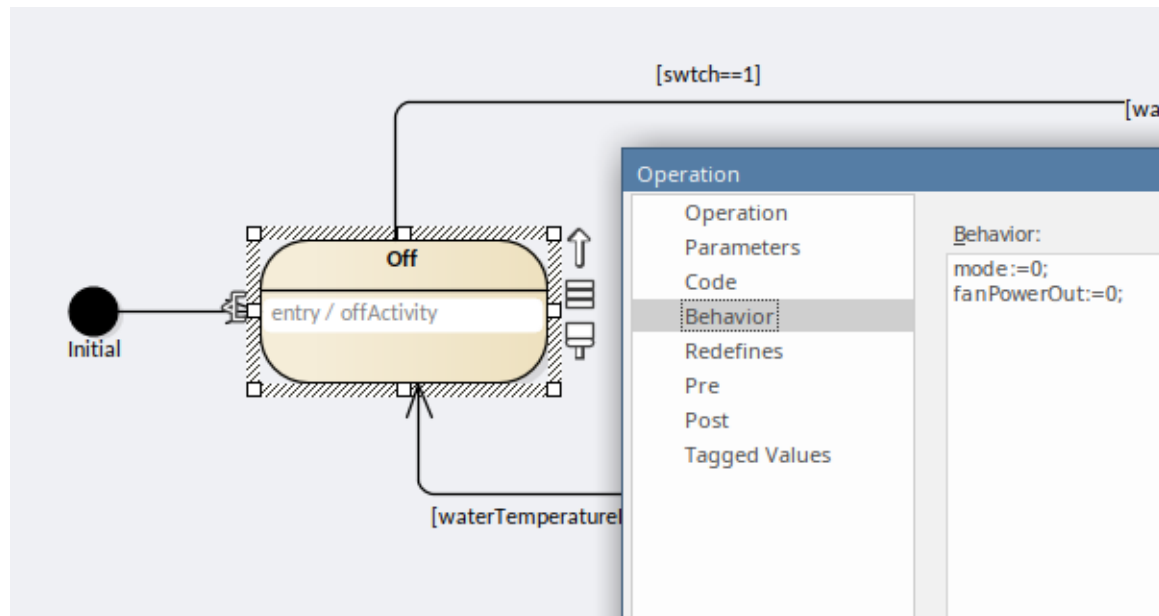 [swtch==1]
[wa
Operation
Operation
Parameters
Code
Behavior
Redefines
Pre
Post
Tagged Values
Behavior:
mode:=0;
fanPowerOut:=0;
Off
entry / offActivity
Initial
[waterTemperature